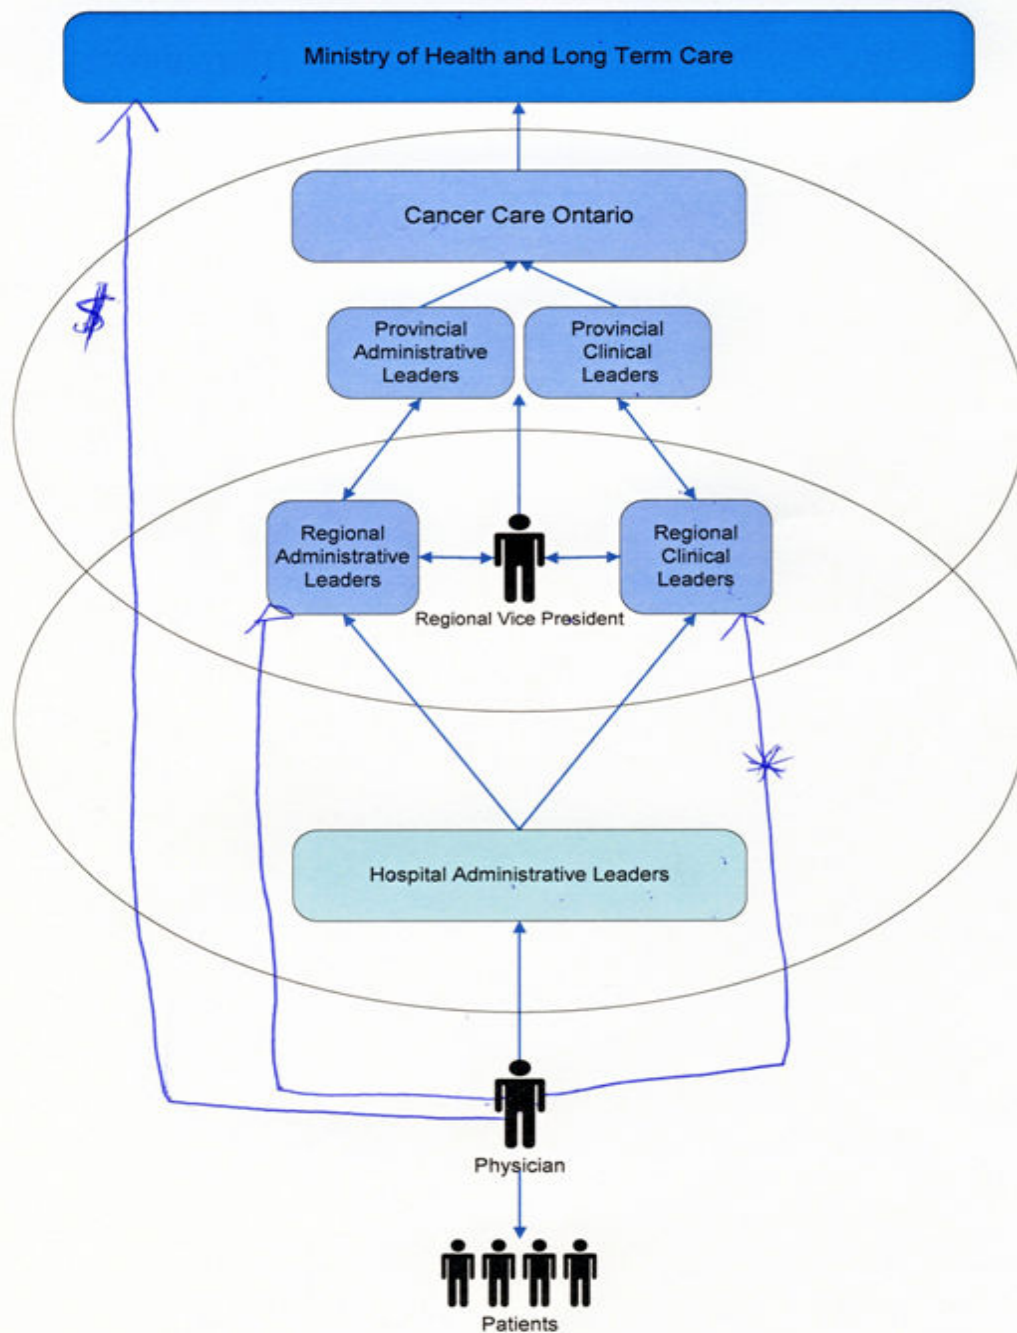 Ministry of Health and Long Term Care
Cancer Care Ontario
Provincial
Administrative
Leaders
Provincial
Clinical
Leaders
$
Regional
Administrative
Leaders
Regional
Clinical
Leaders
Regional Vice President
Hospital Administrative Leaders
Physician
Patients